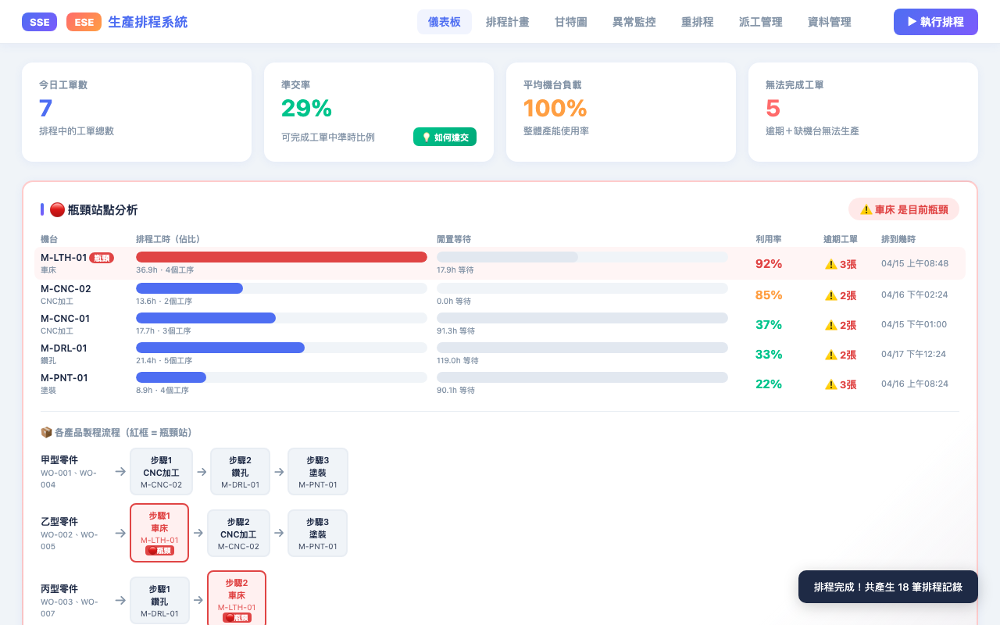 SSE ESE 生產排程系統 儀表板 排程計畫 甘特圖 異常監控 重排程 派工管理 資料管理 ▶ 執行排程
今日工單數
7
排程中的工單總數
準交率
29%
可完成工單中準時比例 💡 如何達交
平均機台負載
100%
整體產能使用率
無法完成工單
5
逾期＋缺機台無法生產
🔴 瓶頸站點分析 ⚠️ 車床 是目前瓶頸
機台 排程工時（佔比） 閒置等待 利用率 逾期工單 排到幾時
M-LTH-01 瓶頸 92% ⚠️ 3張 04/15 上午08:48
車床 36.9h · 4個工序 17.9h 等待
M-CNC-02 85% ⚠️ 2張 04/16 下午02:24
CNC加工 13.6h · 2個工序 0.0h 等待
M-CNC-01 37% ⚠️ 2張 04/15 下午01:00
CNC加工 17.7h · 3個工序 91.3h 等待
M-DRL-01 33% ⚠️ 2張 04/17 下午12:24
鑽孔 21.4h · 5個工序 119.0h 等待
M-PNT-01 22% ⚠️ 3張 04/16 上午08:24
塗裝 8.9h · 4個工序 90.1h 等待
📦 各產品製程流程（紅框 = 瓶頸站）
甲型零件
WO-001、WO-
004
→
步驟1
CNC加工
M-CNC-02
→
步驟2
鑽孔
M-DRL-01
→
步驟3
塗裝
M-PNT-01
乙型零件
WO-002、WO-
005
→
步驟1
車床
M-LTH-01
🔴瓶頸
→
步驟2
CNC加工
M-CNC-02
→
步驟3
塗裝
M-PNT-01
丙型零件
WO-003、WO-
007
→
步驟1
鑽孔
M-DRL-01
→
步驟2
車床
M-LTH-01
🔴瓶頸
排程完成！共產生 18 筆排程記錄